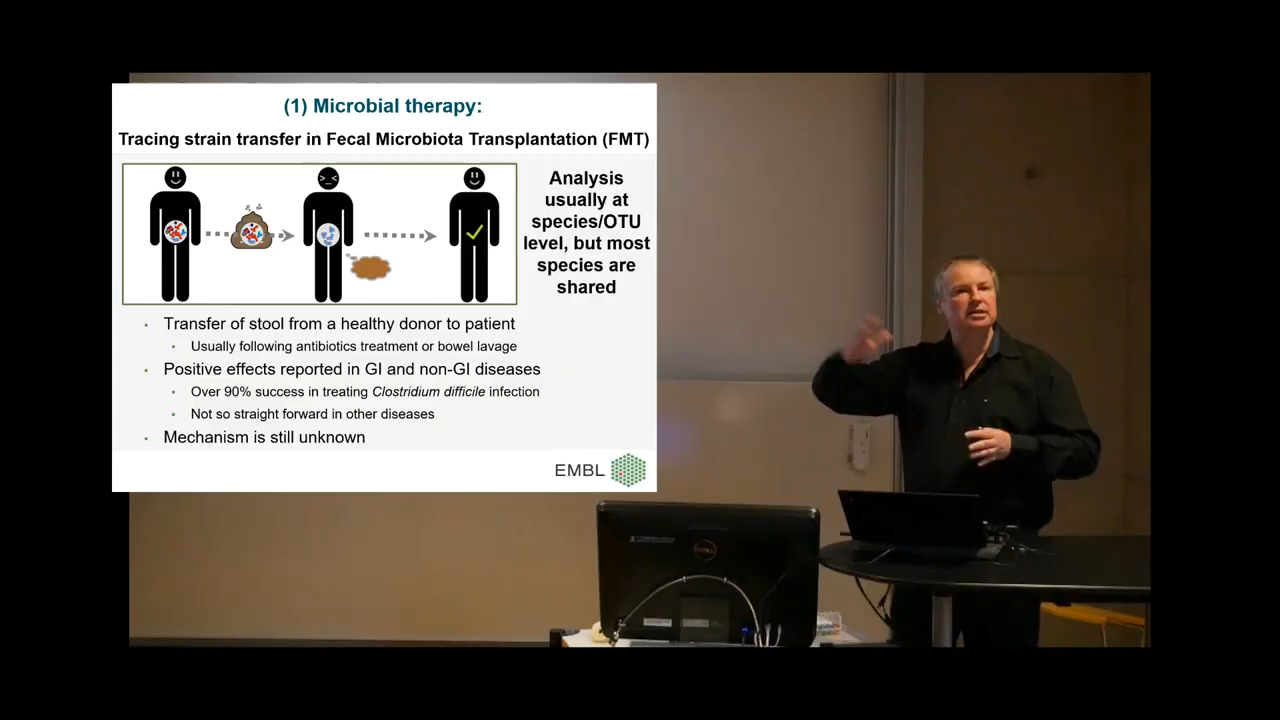 (1) Microbial therapy:
Tracing strain transfer in Fecal Microbiota Transplantation (FMT)
Analysis
usually at
species/OTU
level, but most
species are
shared
Transfer of stool from a healthy donor to patient
Usually following antibiotics treatment or bowel lavage
Positive effects reported in GI and non-GI diseases
Over 90% success in treating Clostridium difficile infection
Not so straight forward in other diseases
Mechanism is still unknown
EMBL
DELL